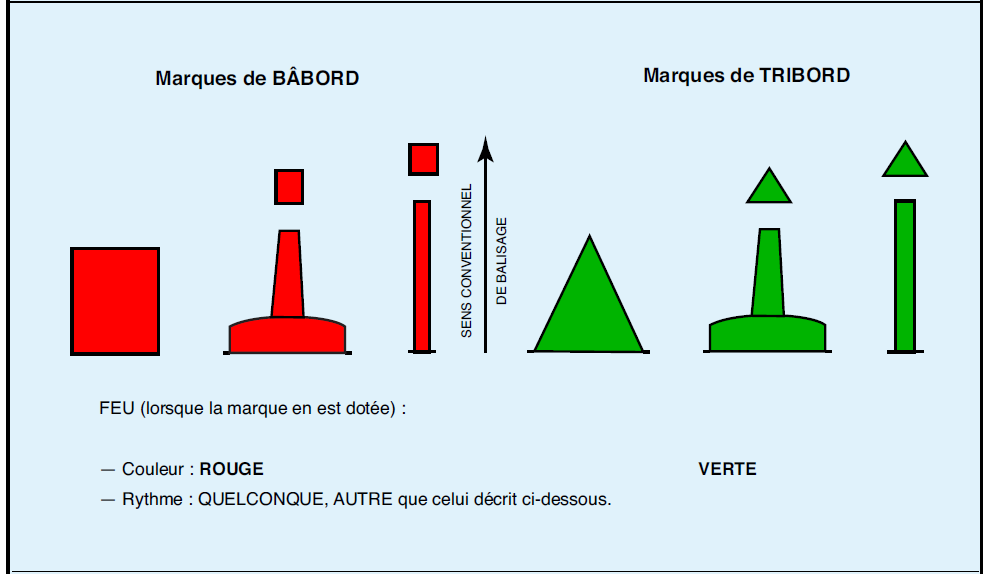 Marques de BÂBORD
Marques de TRIBORD
SENS CONVENTIONNEL
DE BALISAGE
FEU (lorsque la marque en est dotée) :
— Couleur : ROUGE
VERTE
— Rythme : QUELCONQUE, AUTRE que celui décrit ci-dessous.